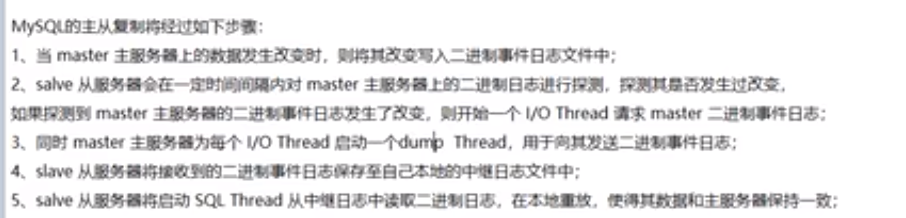 MySQL的主从复制将经过如下步骤：
1、当 master 主服务器上的数据发生改变时，则将其改变写入二进制事件日志文件中；
2、salve 从服务器会在一定时间间隔内对 master 主服务器上的二进制日志进行探测，探测其是否发生过改变，
如果探测到 master 主服务器的二进制事件日志发生了改变，则开始一个 I/O Thread 请求 master 二进制事件日志；
3、同时 master 主服务器为每个 I/O Thread 启动一个dump Thread，用于向其发送二进制事件日志；
4、slave 从服务器将接收到的二进制事件日志保存至自己本地的中继日志文件中；
5、salve 从服务器将启动 SQL Thread 从中继日志中读取二进制日志，在本地重放，使得其数据和主服务器保持一致；